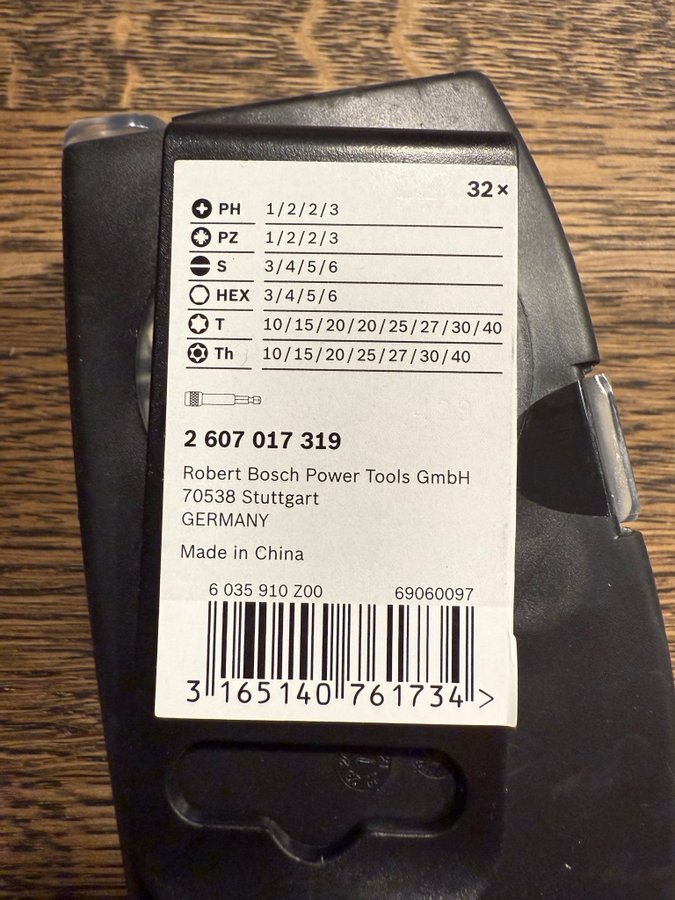 32×
PH 1/2/2/3
PZ 1/2/2/3
S 3/4/5/6
HEX 3/4/5/6
T 10/15/20/20/25/27/30/40
Th 10/15/20/25/27/30/40
2 607 017 319
Robert Bosch Power Tools GmbH
70538 Stuttgart
GERMANY
Made in China
6 035 910 Z00 69060097
3 165140 761734 >